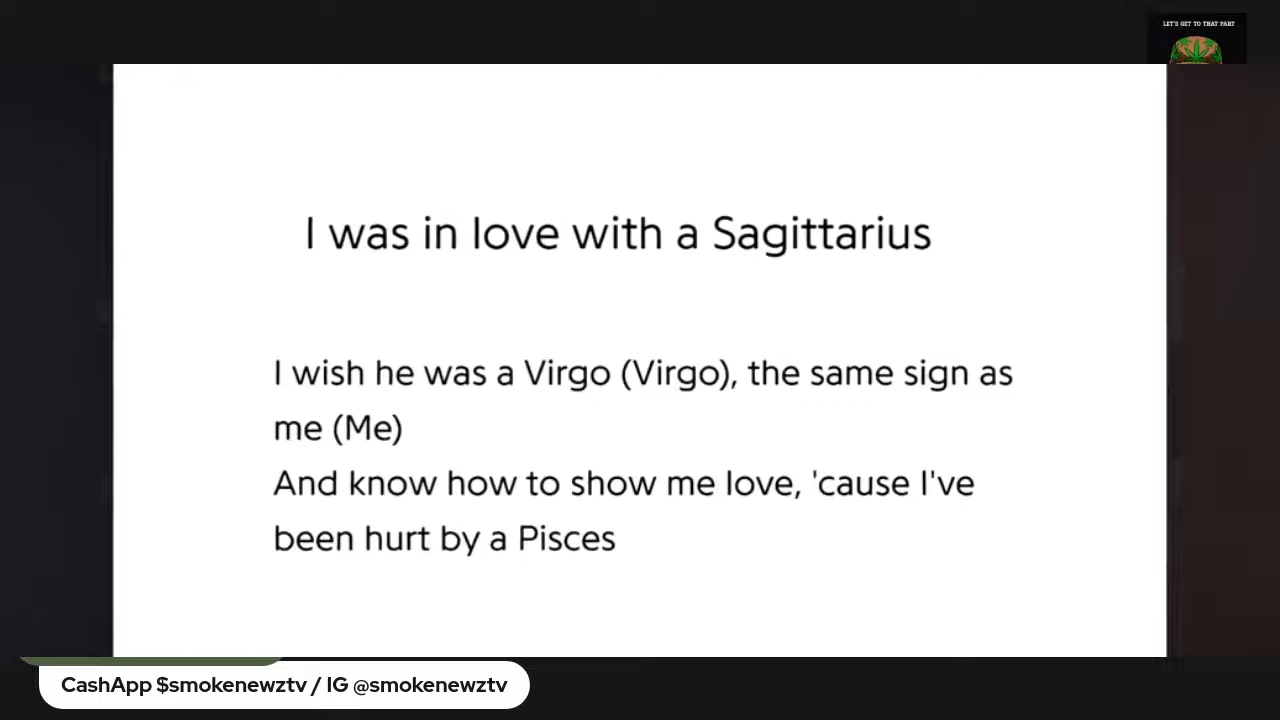 LET'S GET TO THAT PART
I was in love with a Sagittarius
I wish he was a Virgo (Virgo), the same sign as
me (Me)
And know how to show me love, 'cause I've
been hurt by a Pisces
CashApp $smokenewztv / IG @smokenewztv